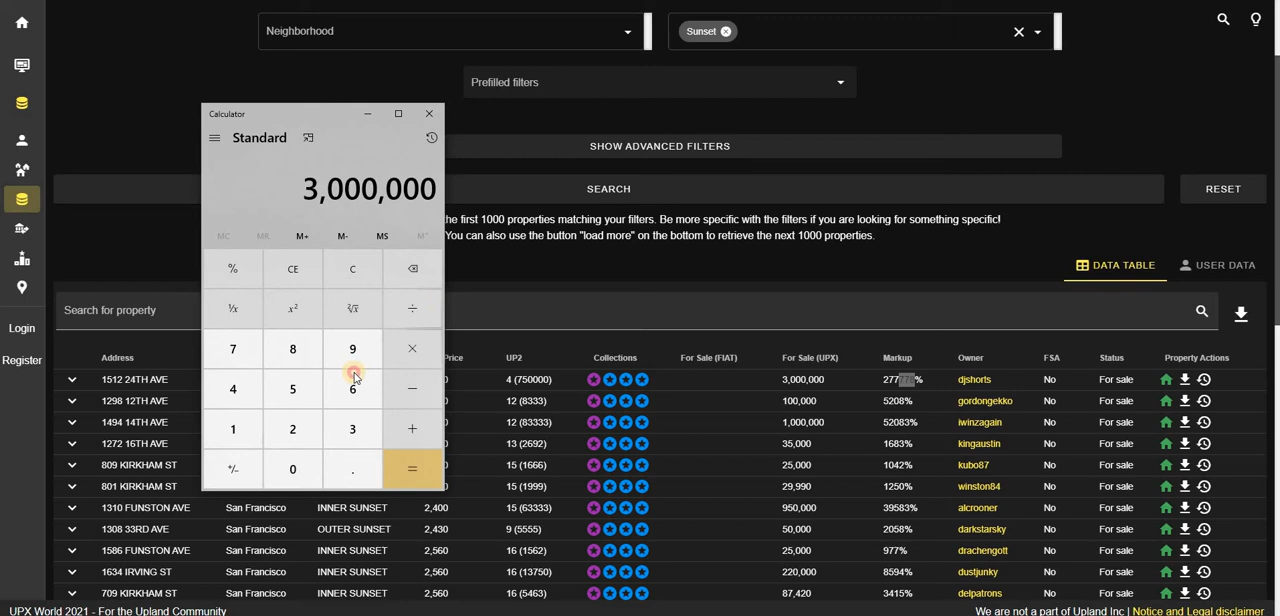 Neighborhood
Sunset
Prefilled filters
SHOW ADVANCED FILTERS
SEARCH
RESET
he first 1000 properties matching your filters. Be more specific with the filters if you are looking for something specific!
You can also use the button "load more" on the bottom to retrieve the next 1000 properties.
DATA TABLE
USER DATA
Search for property
Calculator
Standard
3,000,000
MC MR M+ M- MS M˅
% CE C
¹/x x² ²√x ÷
7 8 9 ×
4 5 6 −
1 2 3 +
+/− 0 . =
Login
Register
Address Price UP2 Collections For Sale (FIAT) For Sale (UPX) Markup Owner FSA Status Property Actions
1512 24TH AVE 4 (750000) 3,000,000 277775% djshorts No For sale
1298 12TH AVE 12 (8333) 100,000 5208% gordongekko No For sale
1494 14TH AVE 12 (83333) 1,000,000 52083% iwinzagain No For sale
1272 16TH AVE 13 (2692) 35,000 1683% kingaustin No For sale
809 KIRKHAM ST 15 (1666) 25,000 1042% kubo87 No For sale
801 KIRKHAM ST 15 (1999) 29,990 1250% winston84 No For sale
1310 FUNSTON AVE San Francisco INNER SUNSET 2,400 15 (63333) 950,000 39583% alcrooner No For sale
1308 33RD AVE San Francisco OUTER SUNSET 2,430 9 (5555) 50,000 2058% darkstarsky No For sale
1586 FUNSTON AVE San Francisco INNER SUNSET 2,560 16 (1562) 25,000 977% drachengott No For sale
1634 IRVING ST San Francisco INNER SUNSET 2,560 16 (13750) 220,000 8594% dustjunky No For sale
709 KIRKHAM ST San Francisco INNER SUNSET 2,560 16 (5463) 87,420 3415% delpatrons No For sale
UPX World 2021 - For the Upland Community
We are not a part of Upland Inc | Notice and Legal disclaimer